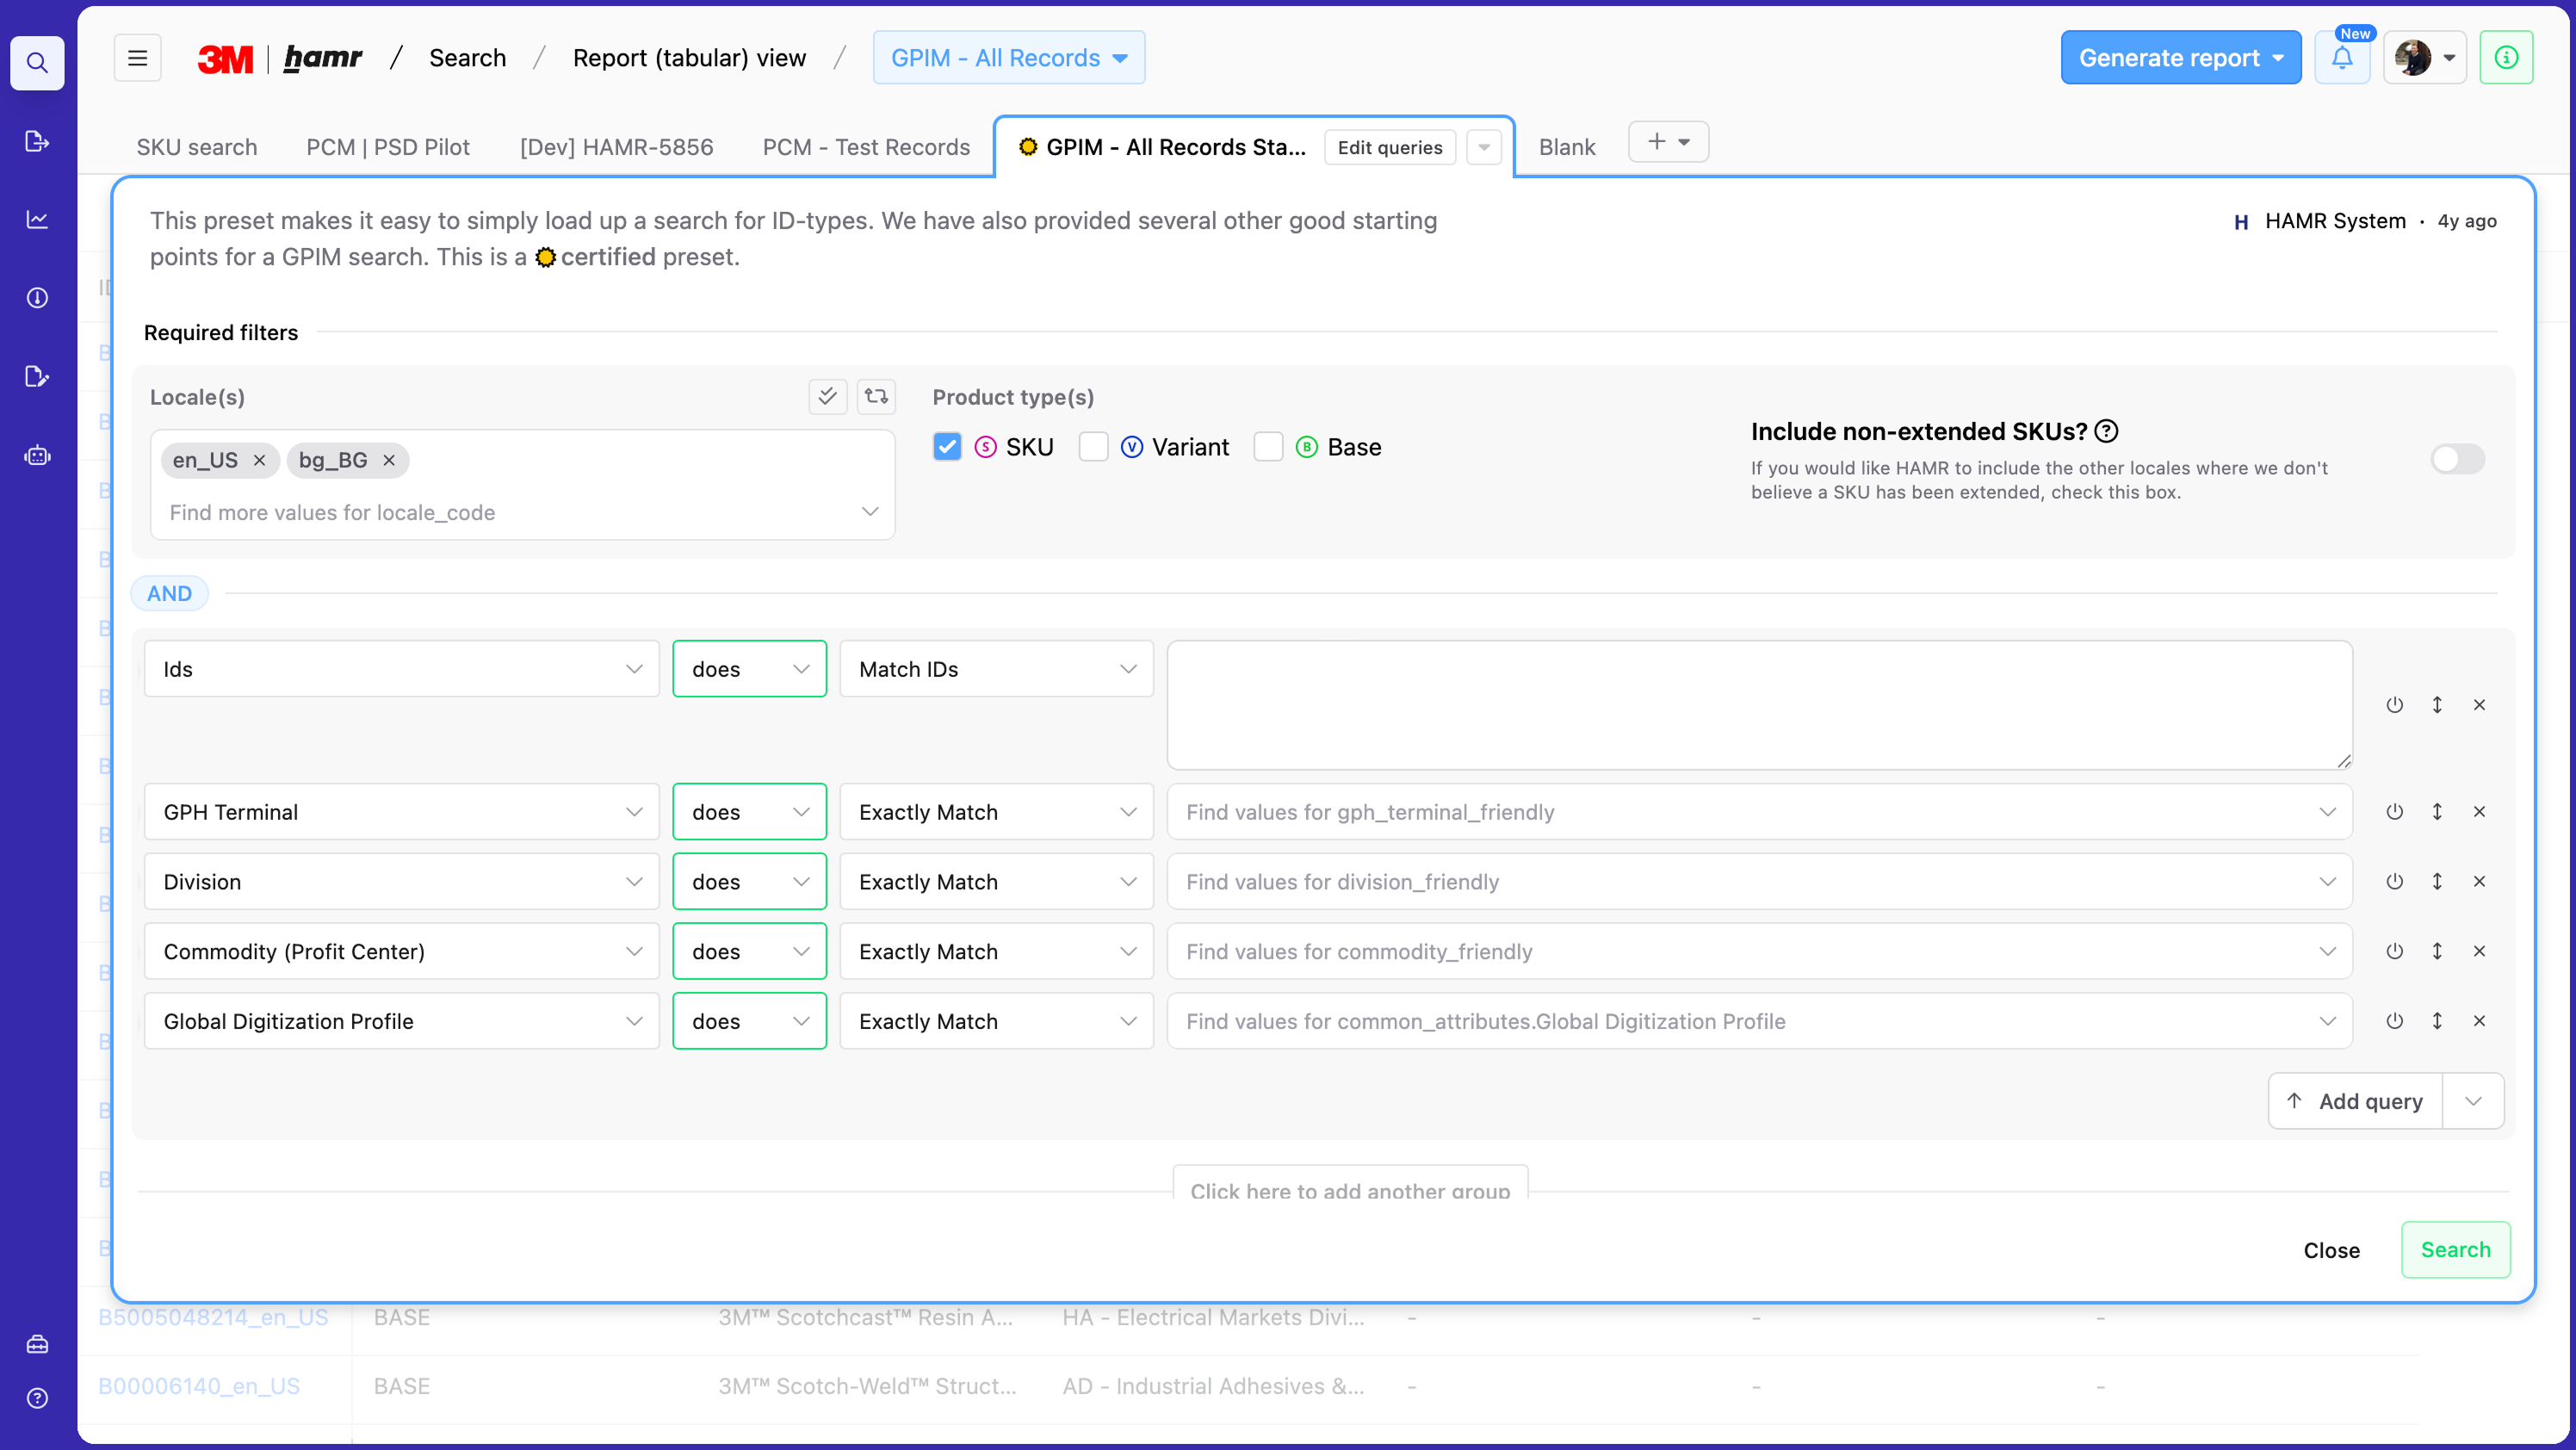 3M | hamr / Search / Report (tabular) view / GPIM - All Records
Generate report
New
SKU search
PCM | PSD Pilot
[Dev] HAMR-5856
PCM - Test Records
GPIM - All Records Sta...
Edit queries
Blank
This preset makes it easy to simply load up a search for ID-types. We have also provided several other good starting
points for a GPIM search. This is a certified preset.
H HAMR System · 4y ago
Required filters
Locale(s)
en_US
bg_BG
Find more values for locale_code
Product type(s)
S SKU
V Variant
B Base
Include non-extended SKUs?
If you would like HAMR to include the other locales where we don't
believe a SKU has been extended, check this box.
AND
Ids does Match IDs
GPH Terminal does Exactly Match Find values for gph_terminal_friendly
Division does Exactly Match Find values for division_friendly
Commodity (Profit Center) does Exactly Match Find values for commodity_friendly
Global Digitization Profile does Exactly Match Find values for common_attributes.Global Digitization Profile
Add query
Click here to add another group
Close
Search
B5005048214_en_US BASE 3M™ Scotchcast™ Resin A... HA - Electrical Markets Divi... - - -
B00006140_en_US BASE 3M™ Scotch-Weld™ Struct... AD - Industrial Adhesives &... - - -